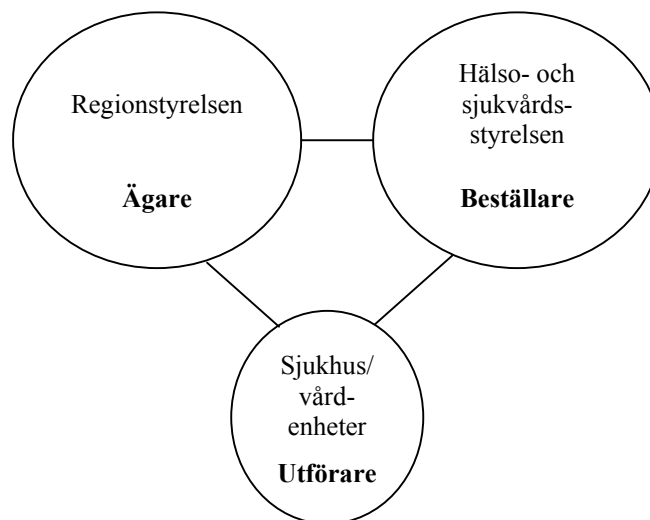 Regionstyrelsen
Ägare
Hälso- och
sjukvårds-
styrelsen
Beställare
Sjukhus/
vård-
enheter
Utförare